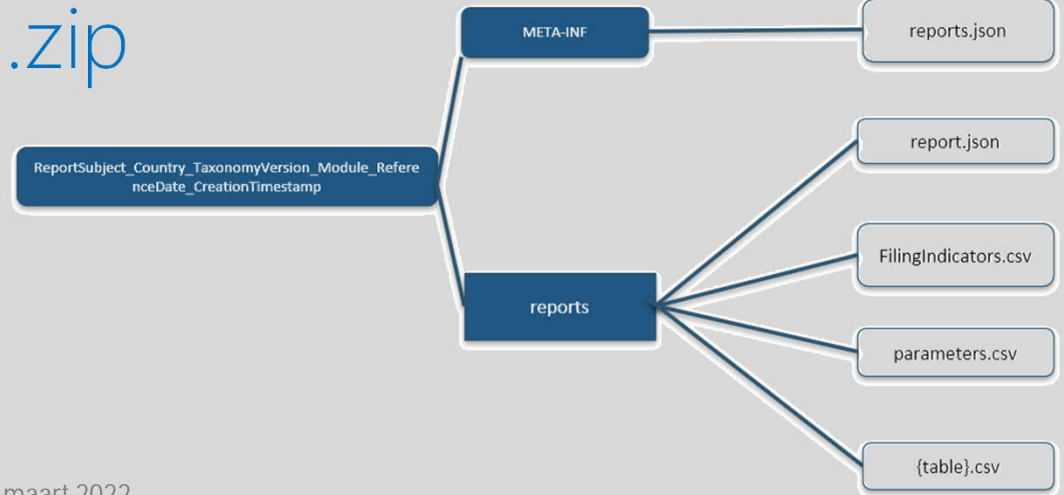 .zip
META-INF
reports.json
report.json
ReportSubject_Country_TaxonomyVersion_Module_Refere
nceDate_CreationTimestamp
FilingIndicators.csv
reports
parameters.csv
{table}.csv
maart 2022